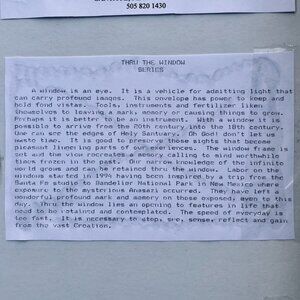 505 820 1430
THRU THE WINDOW
SERIES
A window is an eye. It is a vehicle for admitting light that
can carry profound images. This envelope has power to keep and
hold fond vistas. Tools, instruments and fertilizer liken
themselves to leaving a mark, memory or causing things to grow.
Perhaps it is better to be an instrument. With a window it is
possible to arrive from the 20th century into the 18th century.
One can see the edges of Holy Santuary. Oh God! don't let us
waste time. It is good to preserve those sights that become
pleasant lingering parts of our existence. The window frame is
set and the view recreates a memory calling to mind worthwhile
times frozen in the past. Our narrow knowledge of the infinite
world grows and can be retained thru the window. Labor on the
windows started in 1994 having been inspired by a trip from the
Santa Fe studio to Bandelier National Park in New Mexico where
exposure to the mysterious Anasazi occurred. They have left a
wonderful profound mark and memory on those exposed, even to this
day. Thru the window lies an opening to features in life that
need to be retained and contemplated. The speed of everyday is
too fast. It is necessary to stop, see, sense, reflect and gain
from the vast Creation.